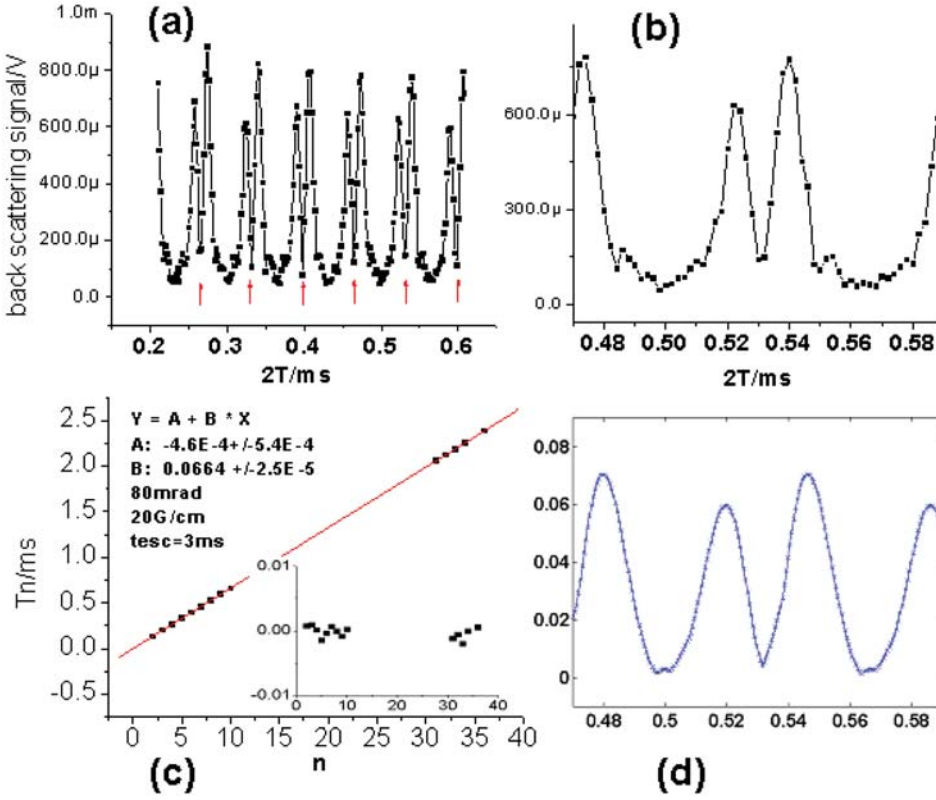 (a)
1.0m
800.0µ
600.0µ
400.0µ
200.0µ
0.0
back scattering signal/V
0.2 0.3 0.4 0.5 0.6
2T/ms
(b)
600.0µ
300.0µ
0.0
0.48 0.50 0.52 0.54 0.56 0.58
2T/ms
2.5
2.0
1.5
1.0
0.5
0.0
-0.5
Tn/ms
Y = A + B * X
A: -4.6E-4+/-5.4E-4
B: 0.0664 +/-2.5E -5
80mrad
20G/cm
tesc=3ms
0.01
0.00
-0.01
0 10 20 30 40
0 5 10 15 20 25 30 35 40
n
(c)
0.08
0.06
0.04
0.02
0
0.48 0.5 0.52 0.54 0.56 0.58
(d)